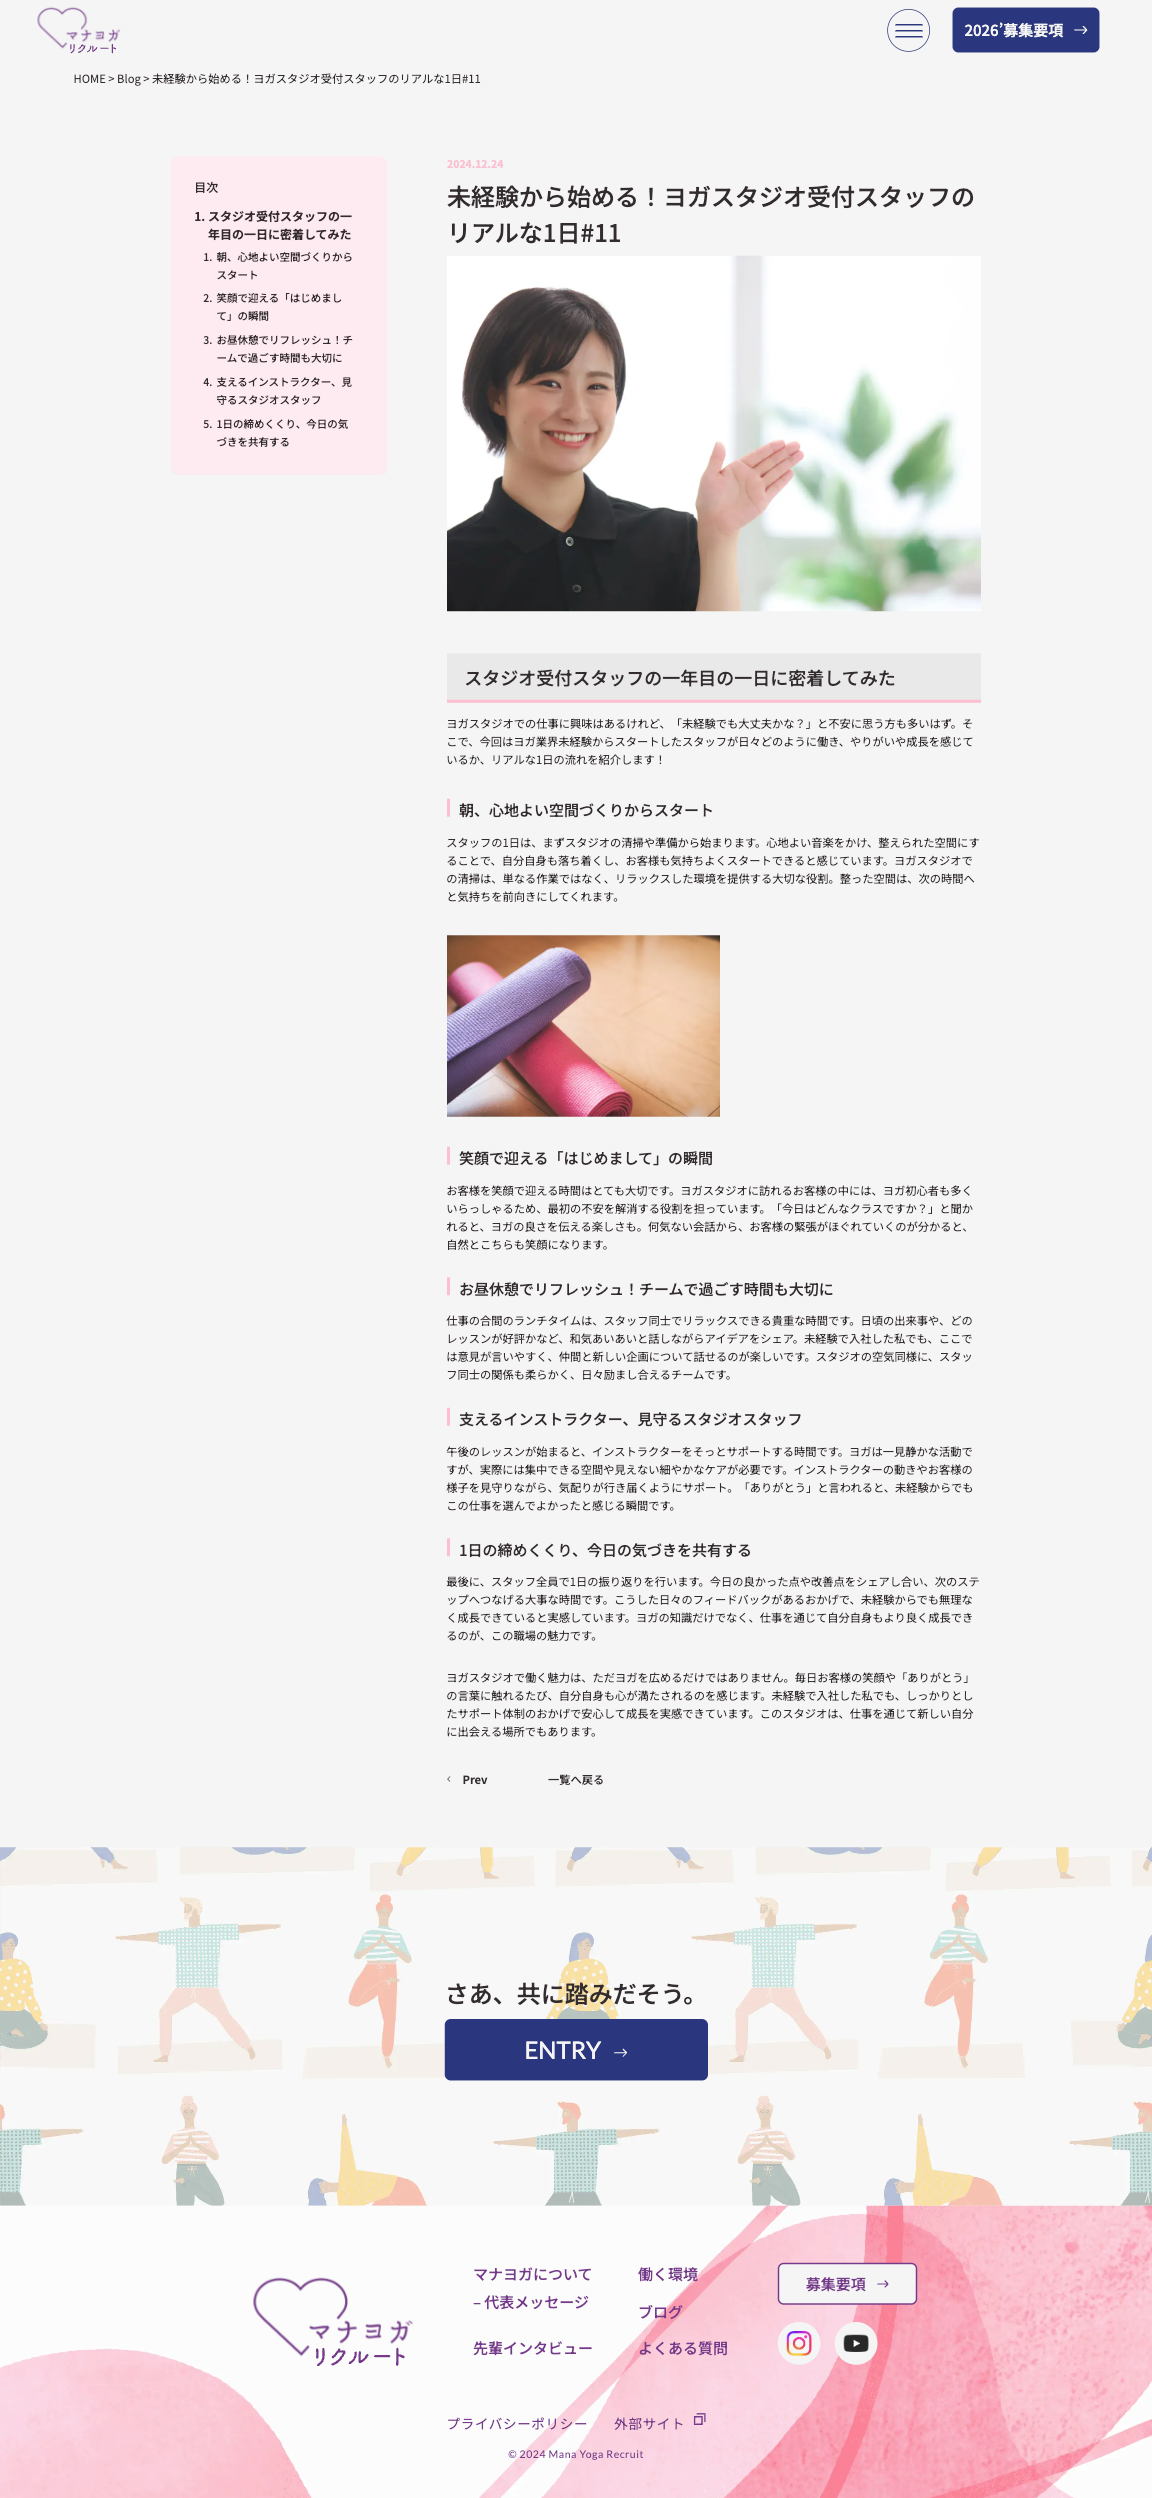 マナヨガ
リクルート
2026’募集要項 →
HOME > Blog > 未経験から始める！ヨガスタジオ受付スタッフのリアルな1日#11
目次
1. スタジオ受付スタッフの一
年目の一日に密着してみた
1. 朝、心地よい空間づくりから
スタート
2. 笑顔で迎える「はじめまし
て」の瞬間
3. お昼休憩でリフレッシュ！チ
ームで過ごす時間も大切に
4. 支えるインストラクター、見
守るスタジオスタッフ
5. 1日の締めくくり、今日の気
づきを共有する
2024.12.24
未経験から始める！ヨガスタジオ受付スタッフの
リアルな1日#11
スタジオ受付スタッフの一年目の一日に密着してみた
ヨガスタジオでの仕事に興味はあるけれど、「未経験でも大丈夫かな？」と不安に思う方も多いはず。そ
こで、今回はヨガ業界未経験からスタートしたスタッフが日々どのように働き、やりがいや成長を感じて
いるか、リアルな1日の流れを紹介します！
朝、心地よい空間づくりからスタート
スタッフの1日は、まずスタジオの清掃や準備から始まります。心地よい音楽をかけ、整えられた空間にす
ることで、自分自身も落ち着くし、お客様も気持ちよくスタートできると感じています。ヨガスタジオで
の清掃は、単なる作業ではなく、リラックスした環境を提供する大切な役割。整った空間は、次の時間へ
と気持ちを前向きにしてくれます。
笑顔で迎える「はじめまして」の瞬間
お客様を笑顔で迎える時間はとても大切です。ヨガスタジオに訪れるお客様の中には、ヨガ初心者も多く
いらっしゃるため、最初の不安を解消する役割を担っています。「今日はどんなクラスですか？」と聞か
れると、ヨガの良さを伝える楽しさも。何気ない会話から、お客様の緊張がほぐれていくのが分かると、
自然とこちらも笑顔になります。
お昼休憩でリフレッシュ！チームで過ごす時間も大切に
仕事の合間のランチタイムは、スタッフ同士でリラックスできる貴重な時間です。日頃の出来事や、どの
レッスンが好評かなど、和気あいあいと話しながらアイデアをシェア。未経験で入社した私でも、ここで
は意見が言いやすく、仲間と新しい企画について話せるのが楽しいです。スタジオの空気同様に、スタッ
フ同士の関係も柔らかく、日々励まし合えるチームです。
支えるインストラクター、見守るスタジオスタッフ
午後のレッスンが始まると、インストラクターをそっとサポートする時間です。ヨガは一見静かな活動で
すが、実際には集中できる空間や見えない細やかなケアが必要です。インストラクターの動きやお客様の
様子を見守りながら、気配りが行き届くようにサポート。「ありがとう」と言われると、未経験からでも
この仕事を選んでよかったと感じる瞬間です。
1日の締めくくり、今日の気づきを共有する
最後に、スタッフ全員で1日の振り返りを行います。今日の良かった点や改善点をシェアし合い、次のステ
ップへつなげる大事な時間です。こうした日々のフィードバックがあるおかげで、未経験からでも無理な
く成長できていると実感しています。ヨガの知識だけでなく、仕事を通じて自分自身もより良く成長でき
るのが、この職場の魅力です。
ヨガスタジオで働く魅力は、ただヨガを広めるだけではありません。毎日お客様の笑顔や「ありがとう」
の言葉に触れるたび、自分自身も心が満たされるのを感じます。未経験で入社した私でも、しっかりとし
たサポート体制のおかげで安心して成長を実感できています。このスタジオは、仕事を通じて新しい自分
に出会える場所でもあります。
‹ Prev 一覧へ戻る
さあ、共に踏みだそう。
ENTRY →
マナヨガ
リクルート
マナヨガについて
– 代表メッセージ
先輩インタビュー
働く環境
ブログ
よくある質問
募集要項 →
プライバシーポリシー 外部サイト
© 2024 Mana Yoga Recruit